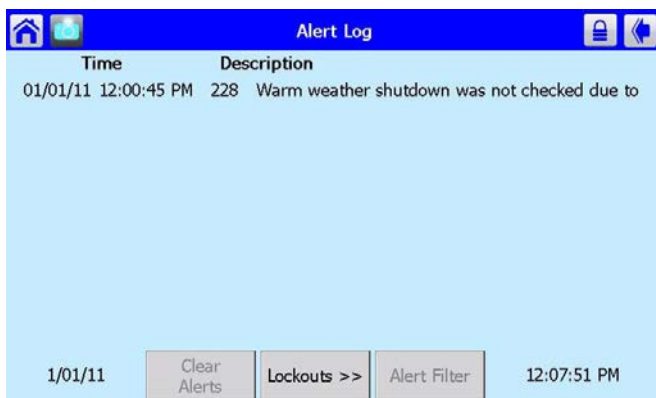 Alert Log
Time Description
01/01/11 12:00:45 PM 228 Warm weather shutdown was not checked due to
1/01/11 Clear Alerts Lockouts >> Alert Filter 12:07:51 PM